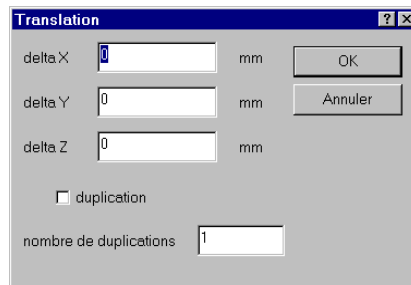 Translation
delta X 0 mm OK
delta Y 0 mm Annuler
delta Z 0 mm
duplication
nombre de duplications 1